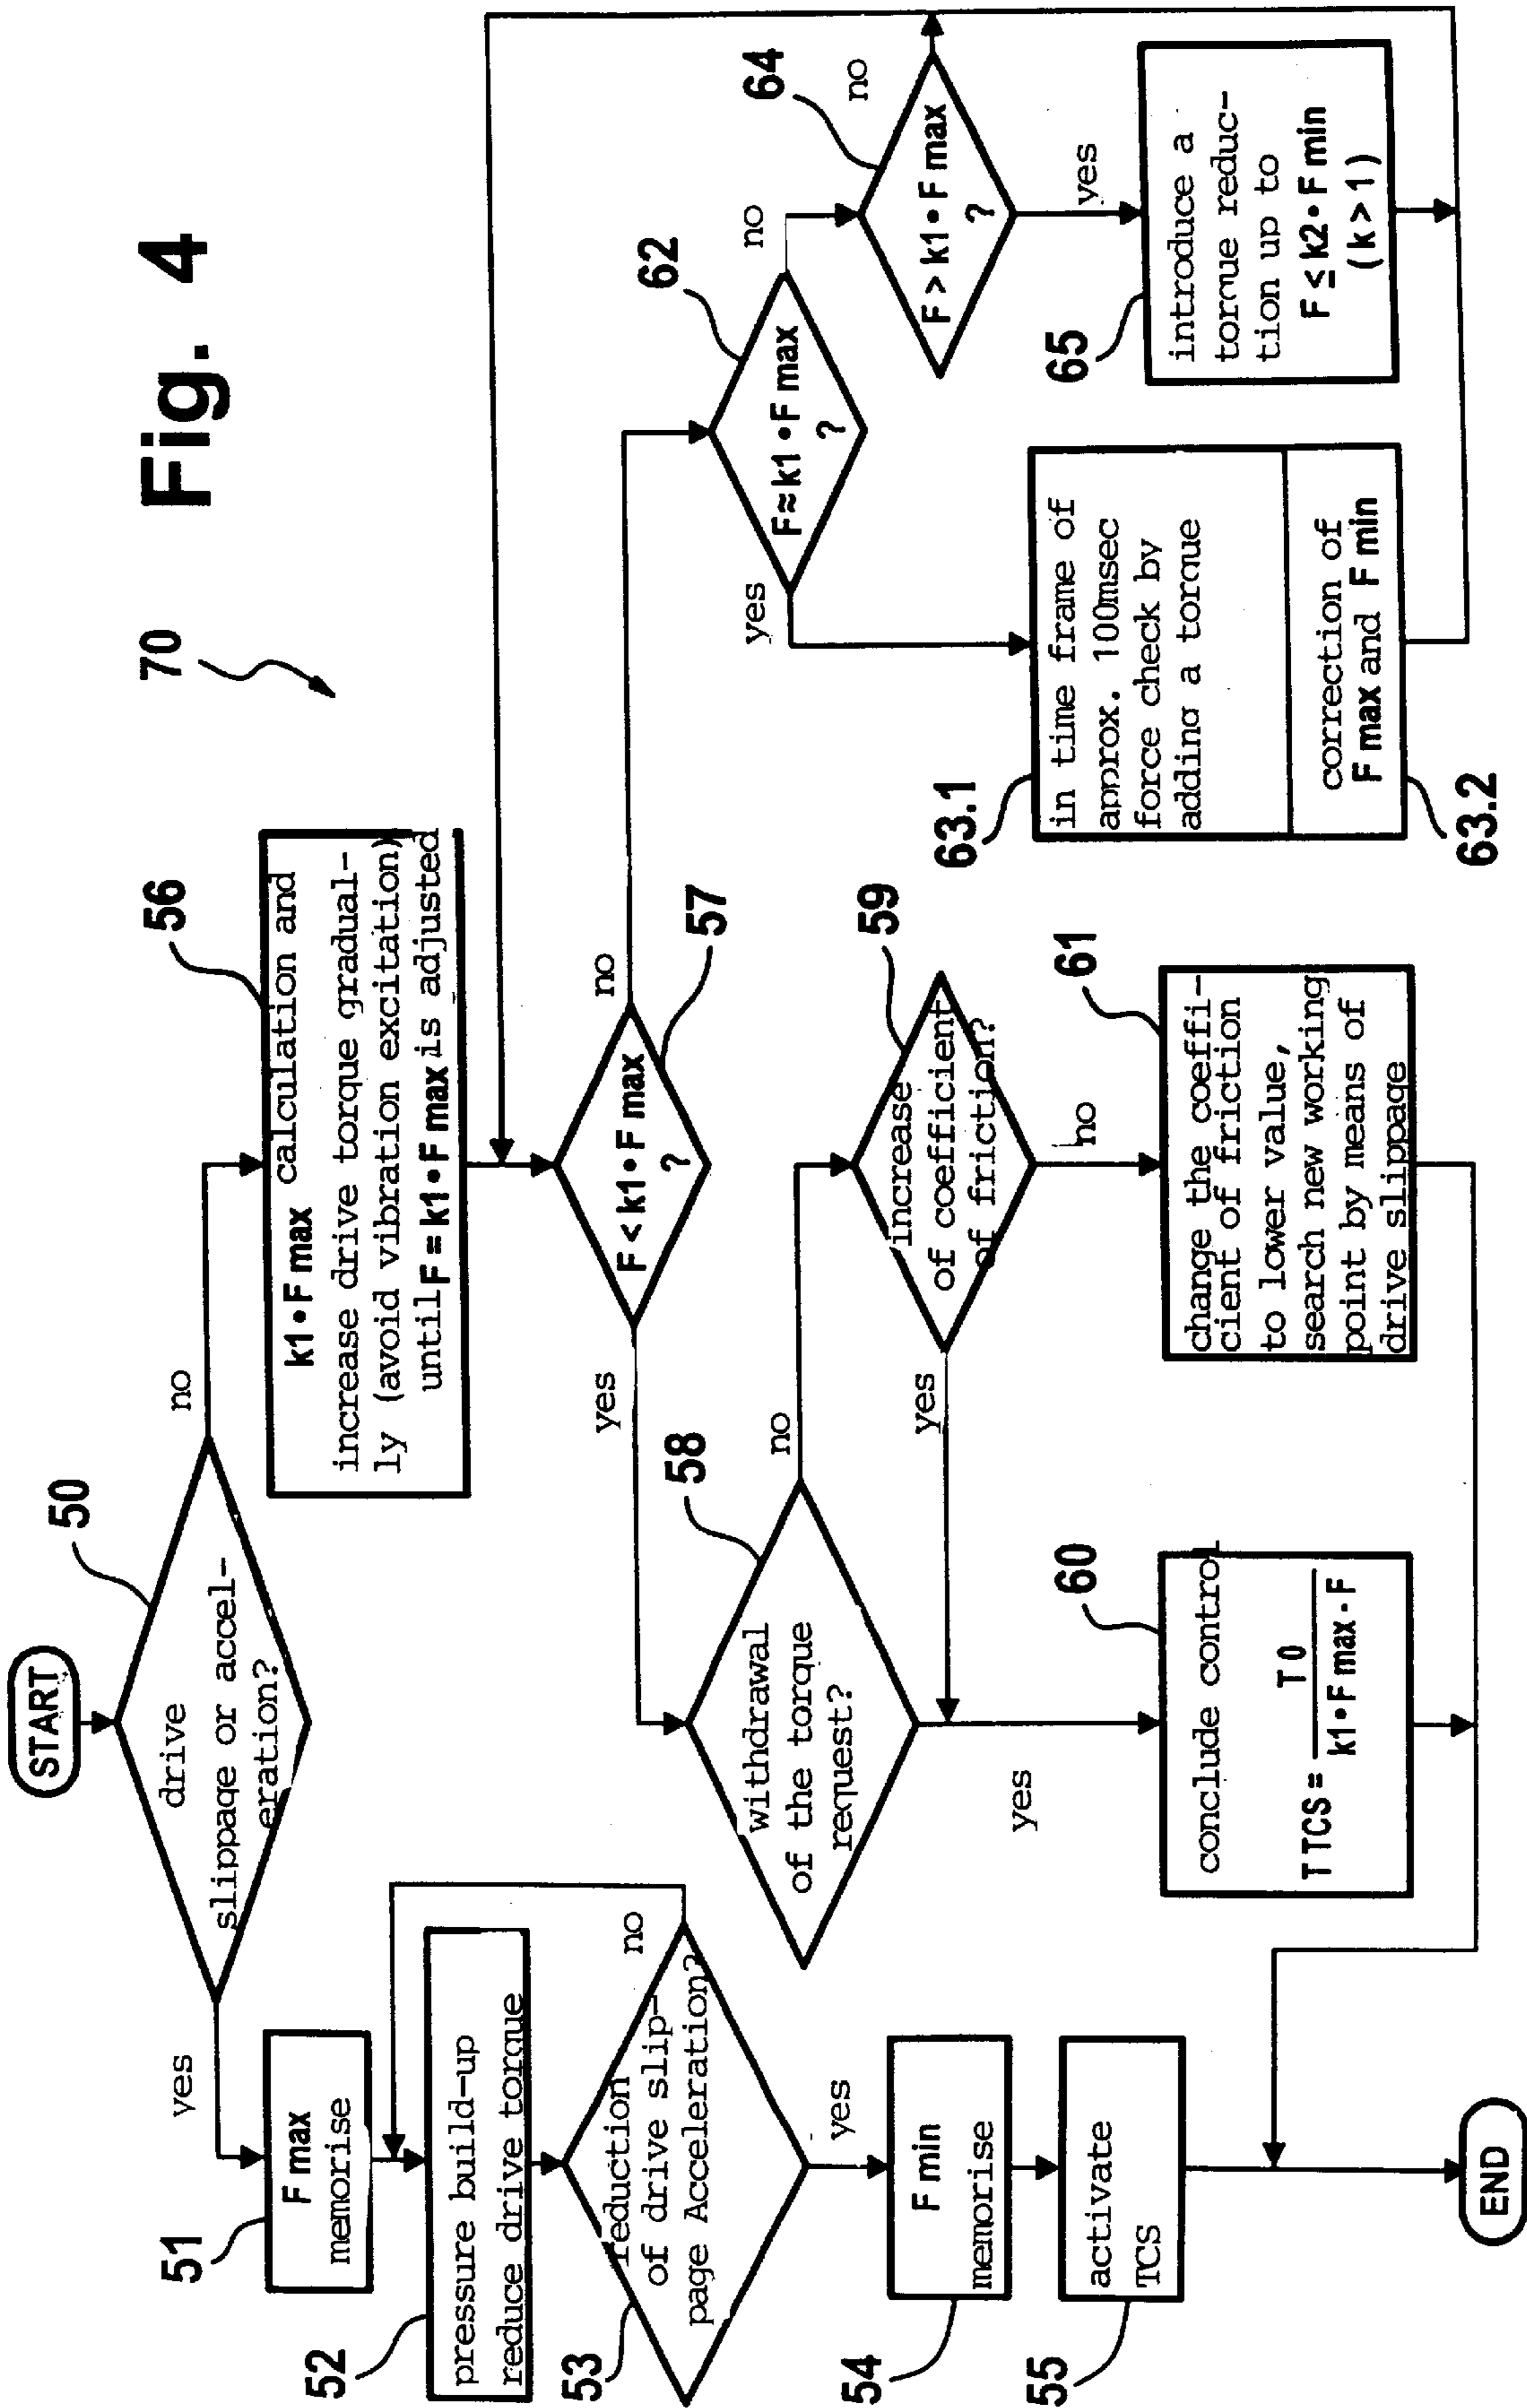 Fig. 4
70
START
50
drive
slippage or accel-
eration?
yes
no
51
F max
memorise
52
pressure build-up
reduce drive torque
53
reduction
of drive slip-
page Acceleration?
no
yes
54
F min
memorise
55
activate
TCS
END
56
k1•F max calculation and
increase drive torque gradual-
ly (avoid vibration excitation)
until F = k1•F max is adjusted
57
F < k1•F max
?
yes
no
58
withdrawal
of the torque
request?
no
yes
59
increase
of coefficient
of friction?
yes
no
60
conclude control
T TCS = T 0
k1•F max - F
61
change the coeffi-
cient of friction
to lower value,
search new working
point by means of
drive slippage
62
F ≈ k1•F max
?
yes
no
63.1
in time frame of
approx. 100msec
force check by
adding a torque
63.2
correction of
F max and F min
64
F > k1•F max
?
no
yes
65
introduce a
torque reduc-
tion up to
F ≤ k2•F min
(k > 1)